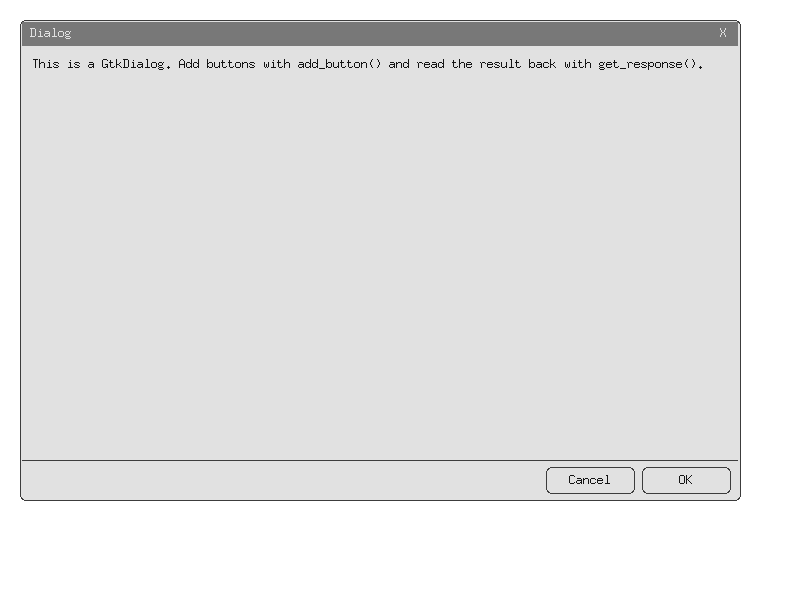 Dialog X
This is a GtkDialog. Add buttons with add_button() and read the result back with get_response().
Cancel OK